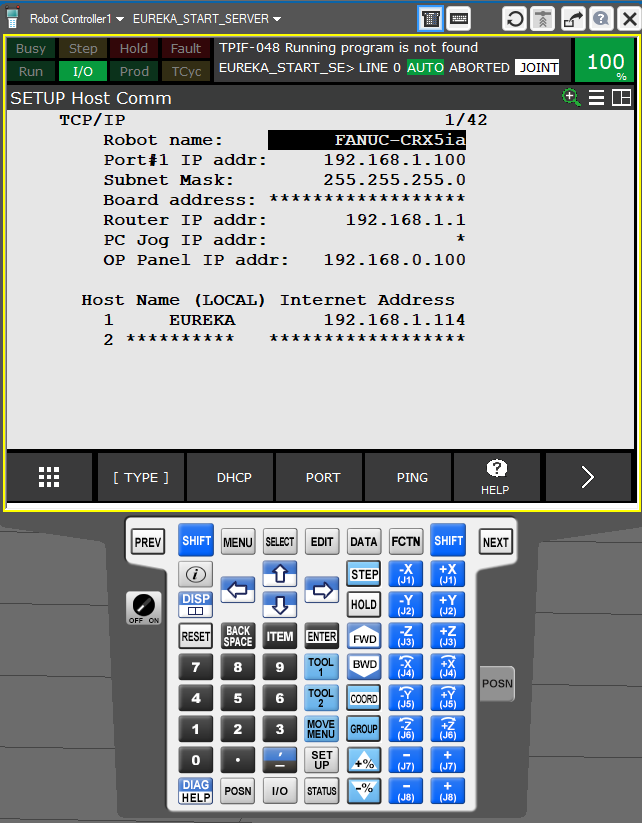 Robot Controller1 EUREKA_START_SERVER
Busy Step Hold Fault
Run I/O Prod TCyc
TPIF-048 Running program is not found
EUREKA_START_SE> LINE 0 AUTO ABORTED JOINT
100 %
SETUP Host Comm
TCP/IP 1/42
Robot name: FANUC-CRX5ia
Port#1 IP addr: 192.168.1.100
Subnet Mask: 255.255.255.0
Board address: ******************
Router IP addr: 192.168.1.1
PC Jog IP addr: *
OP Panel IP addr: 192.168.0.100
Host Name (LOCAL) Internet Address
1 EUREKA 192.168.1.114
2 ********** ******************
[ TYPE ] DHCP PORT PING HELP >
PREV SHIFT MENU SELECT EDIT DATA FCTN SHIFT NEXT
i STEP -X (J1) +X (J1)
DISP HOLD -Y (J2) +Y (J2)
OFF ON
RESET BACK SPACE ITEM ENTER FWD -Z (J3) +Z (J3)
7 8 9 TOOL 1 BWD -X (J4) +X (J4)
POSN
4 5 6 TOOL 2 COORD -Y (J5) +Y (J5)
1 2 3 MOVE MENU GROUP -Z (J6) +Z (J6)
0 . , − SET UP +% − (J7) + (J7)
DIAG HELP POSN I/O STATUS -% − (J8) + (J8)